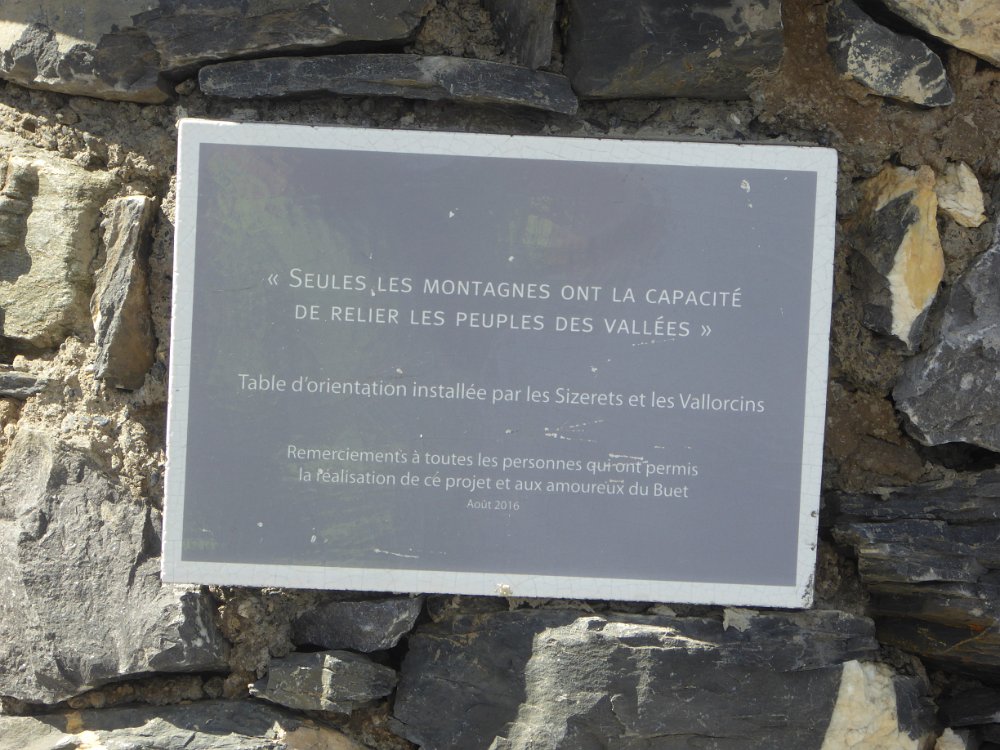 « Seules les montagnes ont la capacité
de relier les peuples des vallées »
Table d'orientation installée par les Sizerets et les Vallorcins
Remerciements à toutes les personnes qui ont permis
la réalisation de ce projet et aux amoureux du Buet
Août 2016